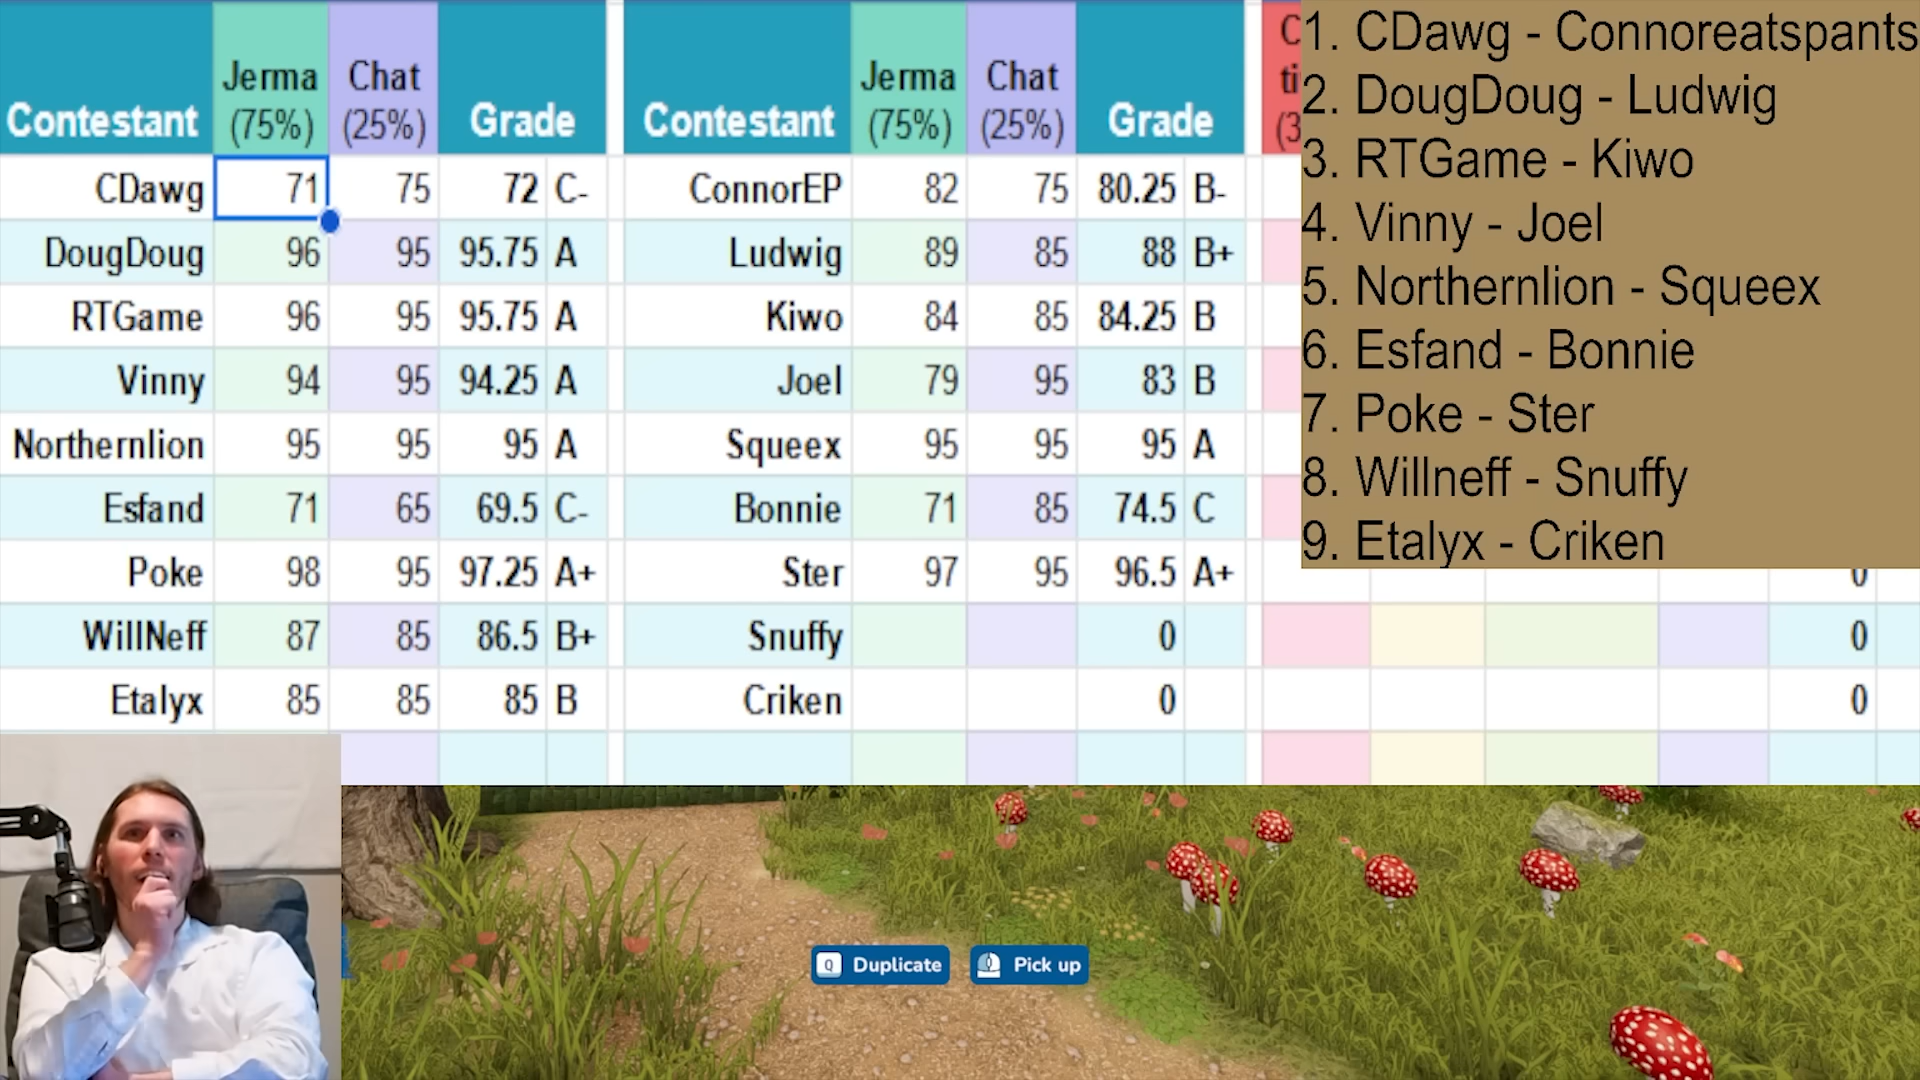 Contestant Jerma (75%) Chat (25%) Grade
CDawg 71 75 72 C-
DougDoug 96 95 95.75 A
RTGame 96 95 95.75 A
Vinny 94 95 94.25 A
Northernlion 95 95 95 A
Esfand 71 65 69.5 C-
Poke 98 95 97.25 A+
WillNeff 87 85 86.5 B+
Etalyx 85 85 85 B
Contestant Jerma (75%) Chat (25%) Grade
ConnorEP 82 75 80.25 B-
Ludwig 89 85 88 B+
Kiwo 84 85 84.25 B
Joel 79 95 83 B
Squeex 95 95 95 A
Bonnie 71 85 74.5 C
Ster 97 95 96.5 A+
Snuffy 0
Criken 0
0
0
0
1. CDawg - Connoreatspants
2. DougDoug - Ludwig
3. RTGame - Kiwo
4. Vinny - Joel
5. Northernlion - Squeex
6. Esfand - Bonnie
7. Poke - Ster
8. Willneff - Snuffy
9. Etalyx - Criken
Q Duplicate
Pick up